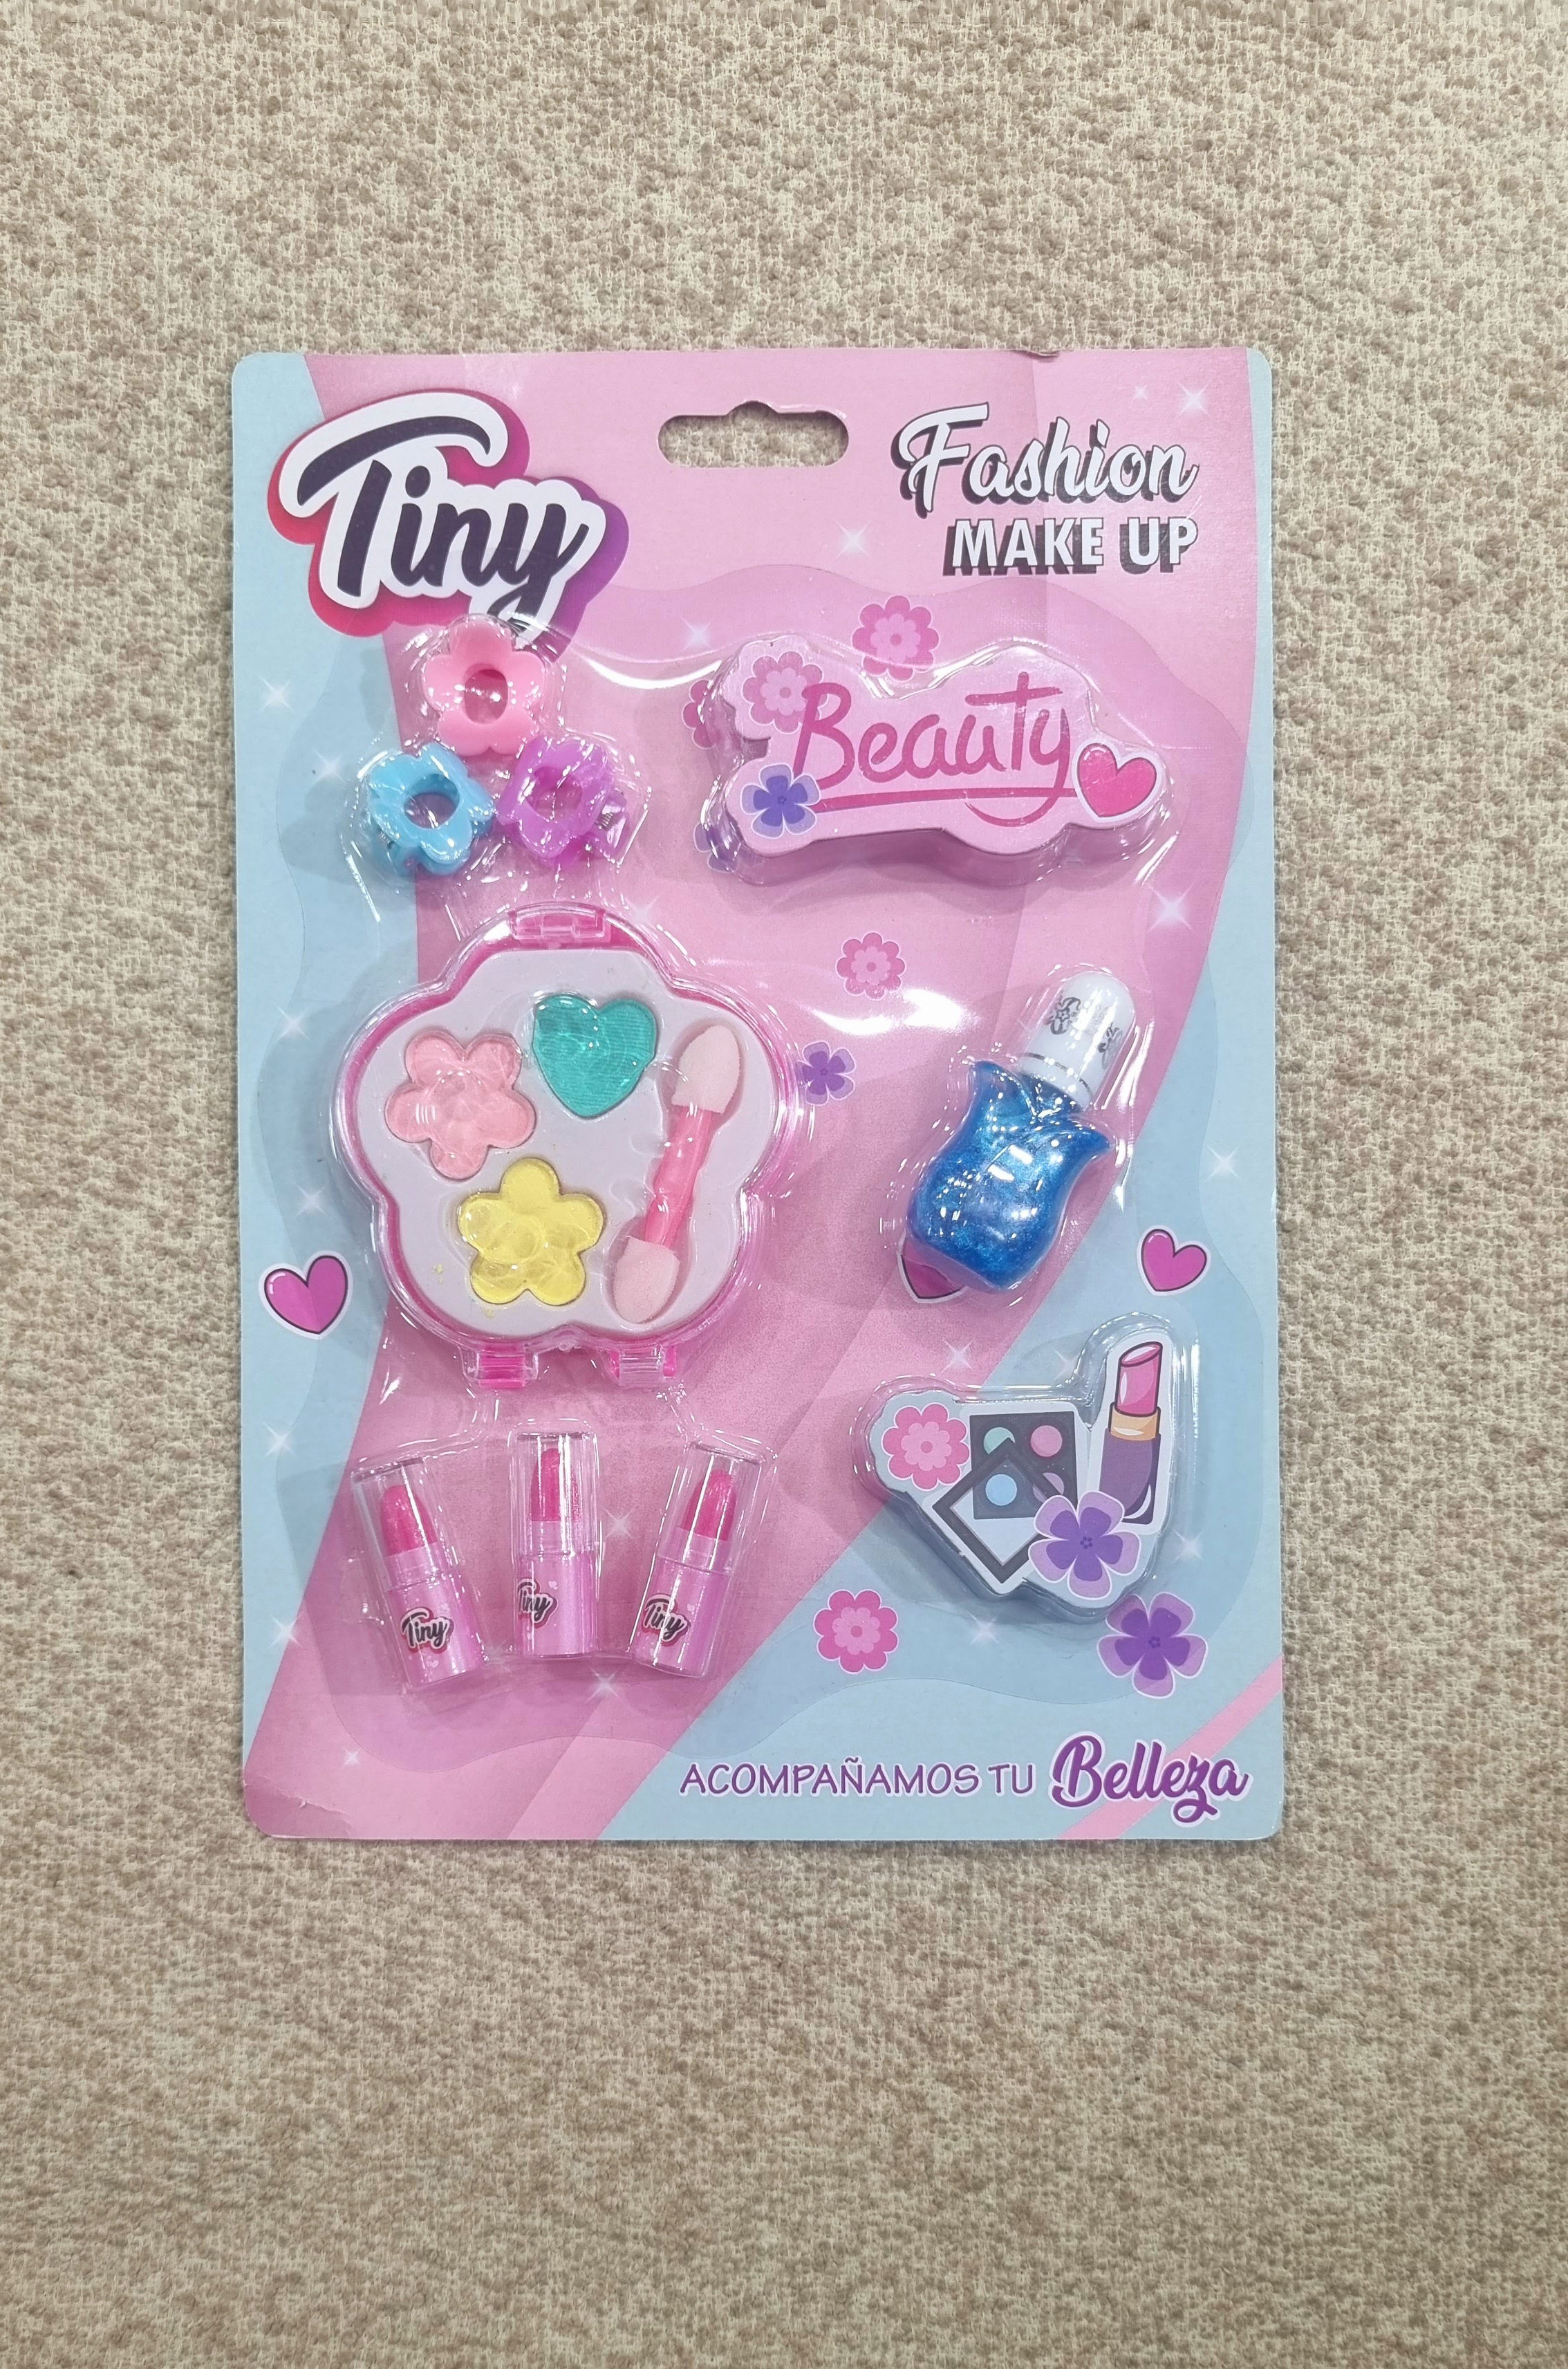 Tiny
Fashion
MAKE UP
Beauty
Tiny
Tiny
Tiny
ACOMPAÑAMOS TU Belleza